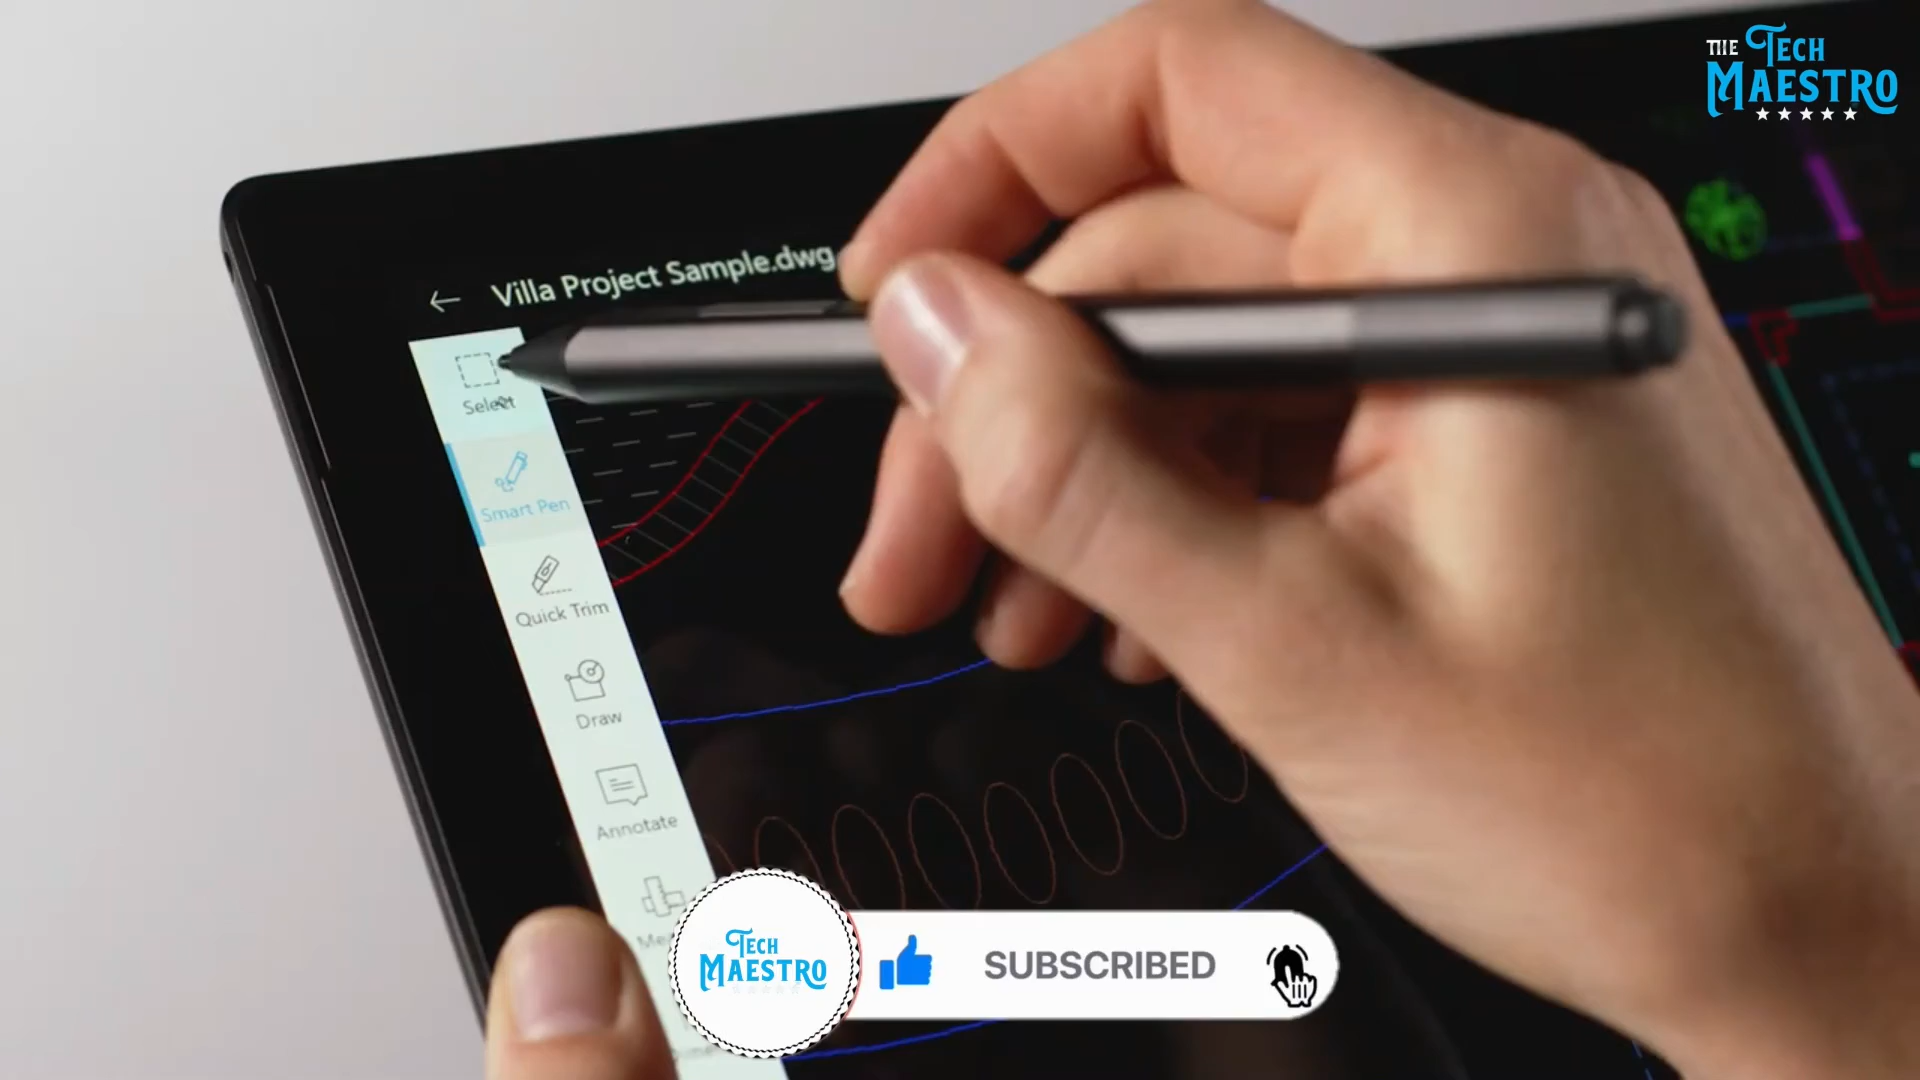 THE TECH
MAESTRO
← Villa Project Sample.dwg
Select
Smart Pen
Quick Trim
Draw
Annotate
TECH
MAESTRO
SUBSCRIBED